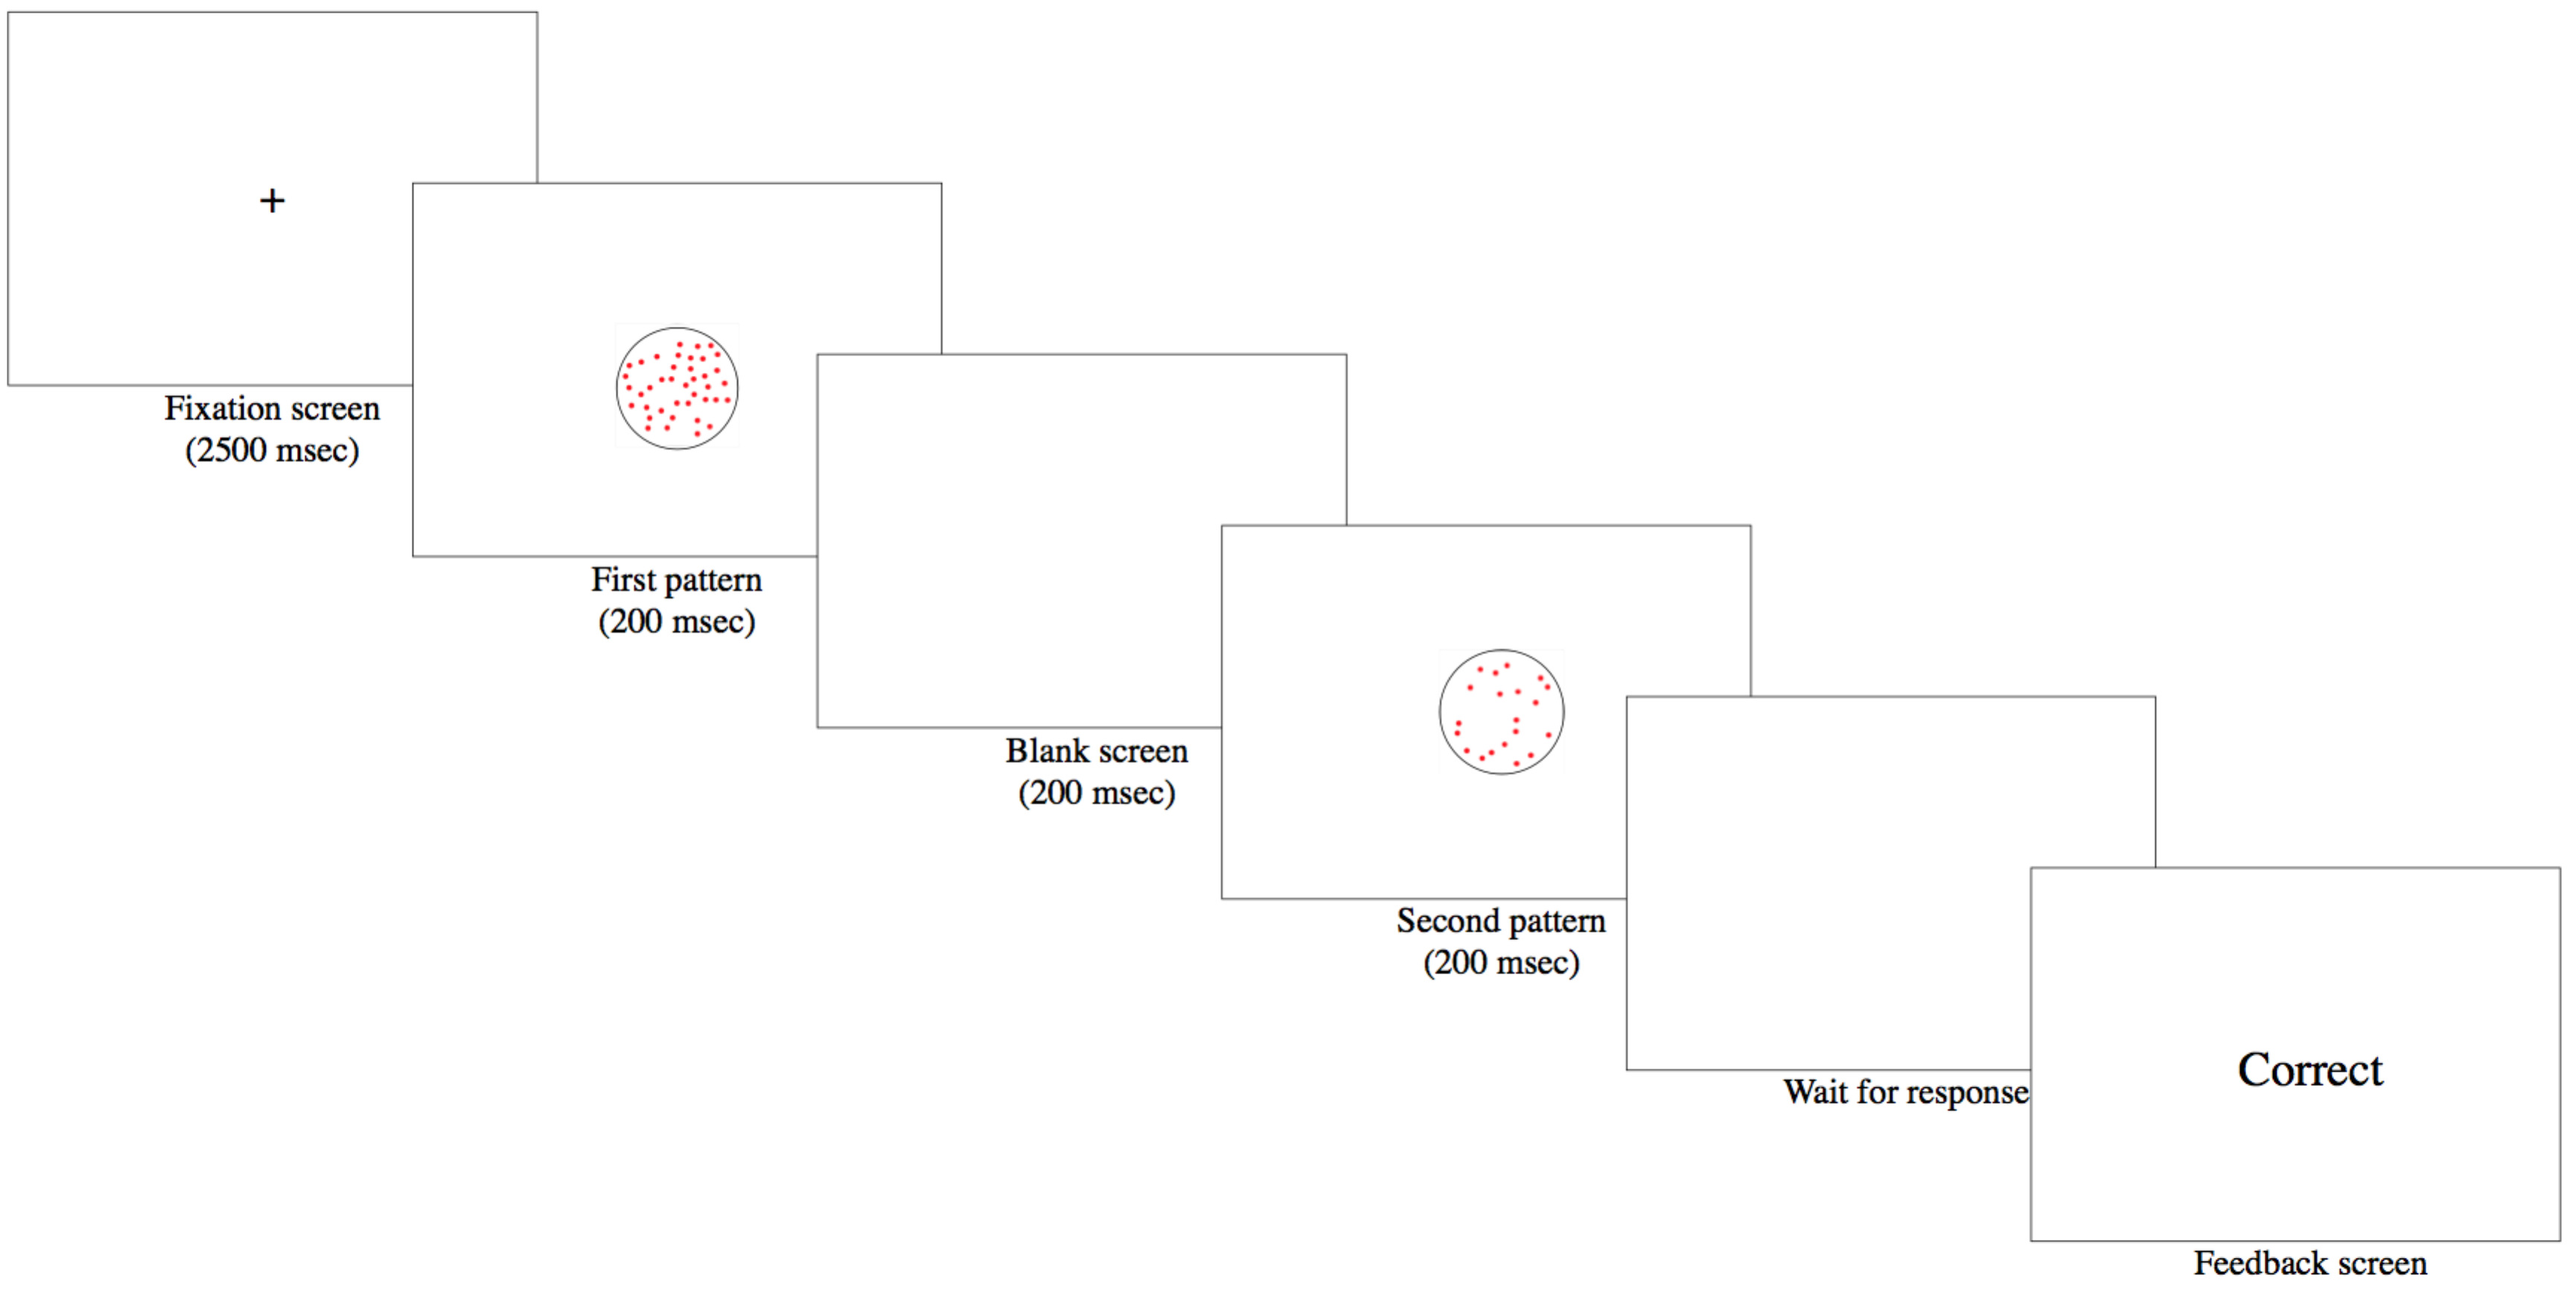 +
Fixation screen
(2500 msec)
First pattern
(200 msec)
Blank screen
(200 msec)
Second pattern
(200 msec)
Wait for response
Correct
Feedback screen